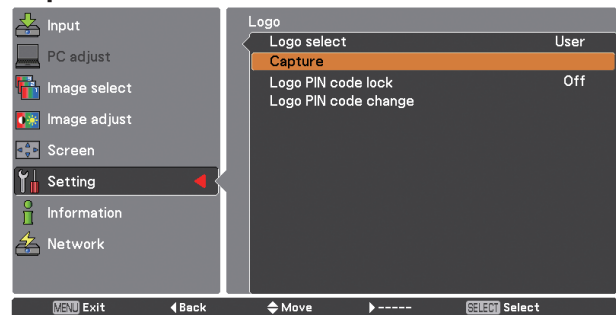 Input
PC adjust
Image select
Image adjust
Screen
Setting
Information
Network
Logo
Logo select User
Capture
Logo PIN code lock Off
Logo PIN code change
MENU Exit Back Move ----- SELECT Select